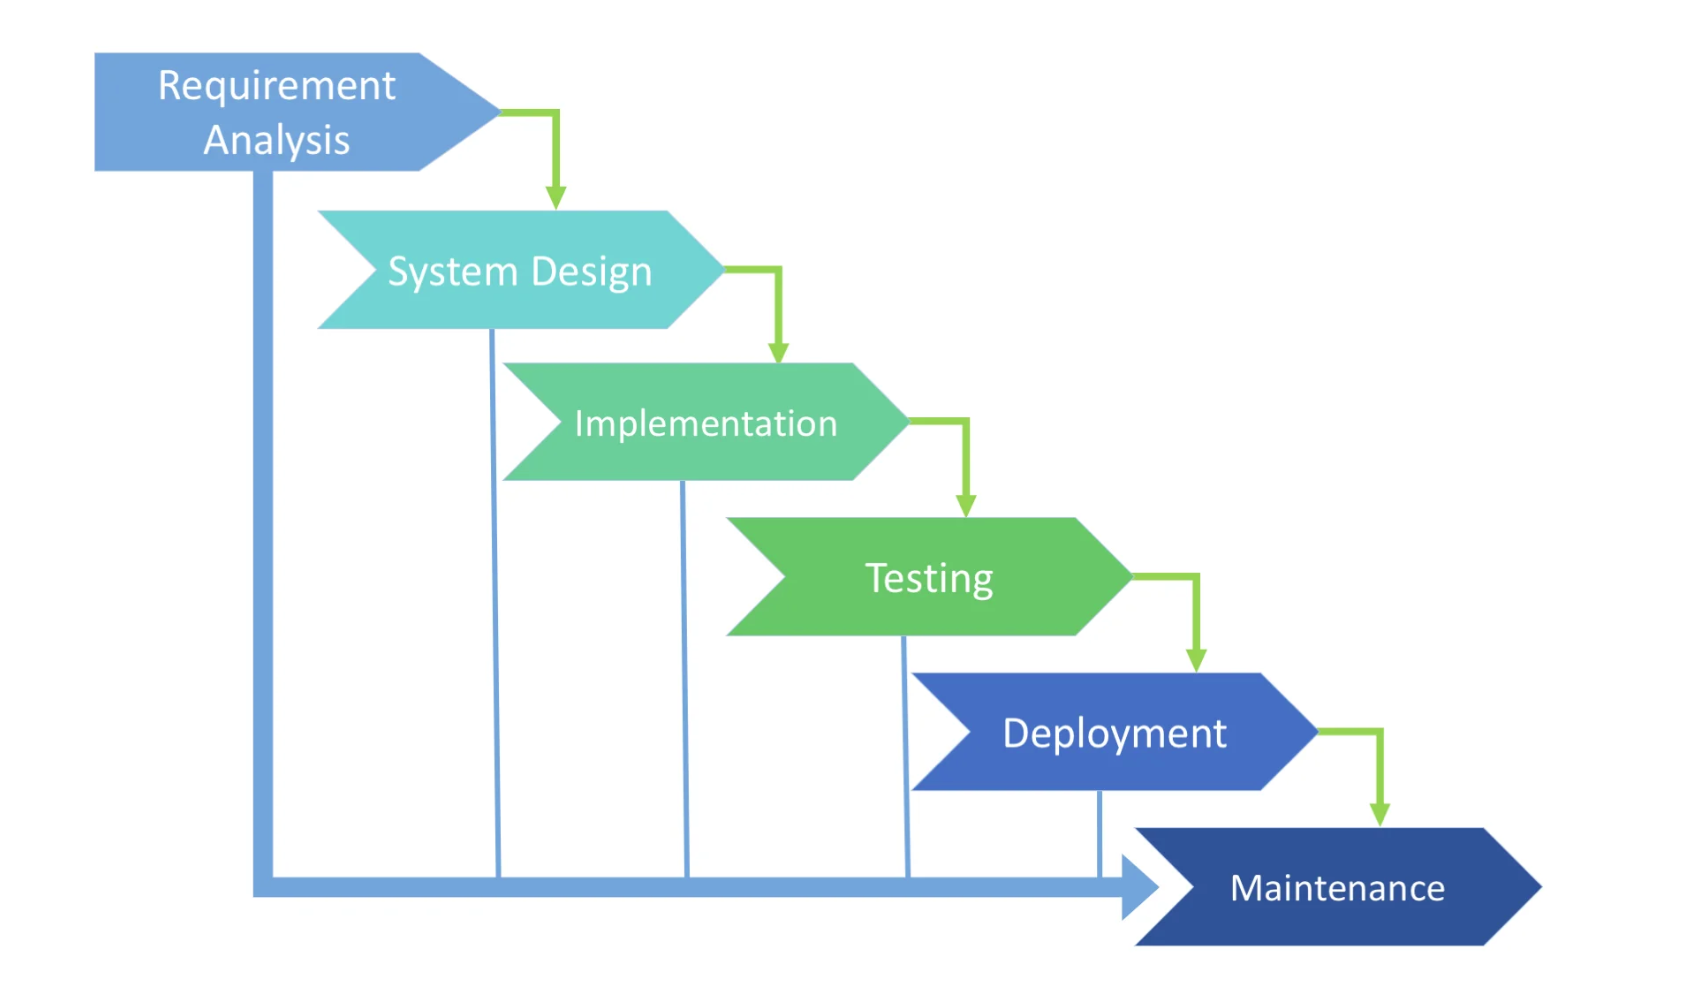 Requirement
Analysis
System Design
Implementation
Testing
Deployment
Maintenance